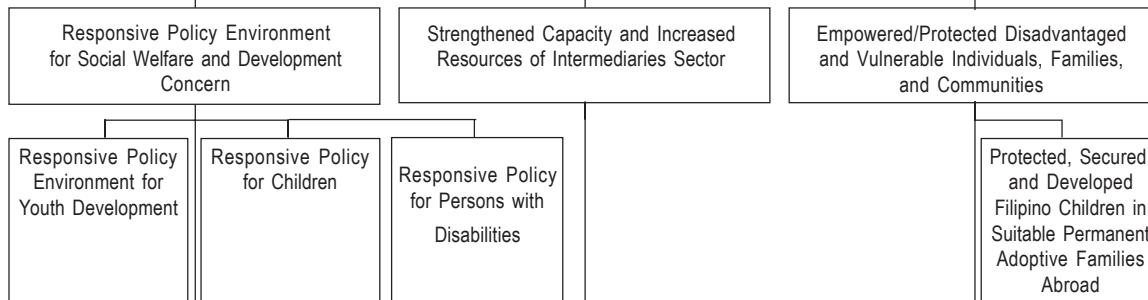 Responsive Policy Environment
for Social Welfare and Development
Concern
Strengthened Capacity and Increased
Resources of Intermediaries Sector
Empowered/Protected Disadvantaged
and Vulnerable Individuals, Families,
and Communities
Responsive Policy
Environment for
Youth Development
Responsive Policy
for Children
Responsive Policy
for Persons with
Disabilities
Protected, Secured
and Developed
Filipino Children in
Suitable Permanent
Adoptive Families
Abroad